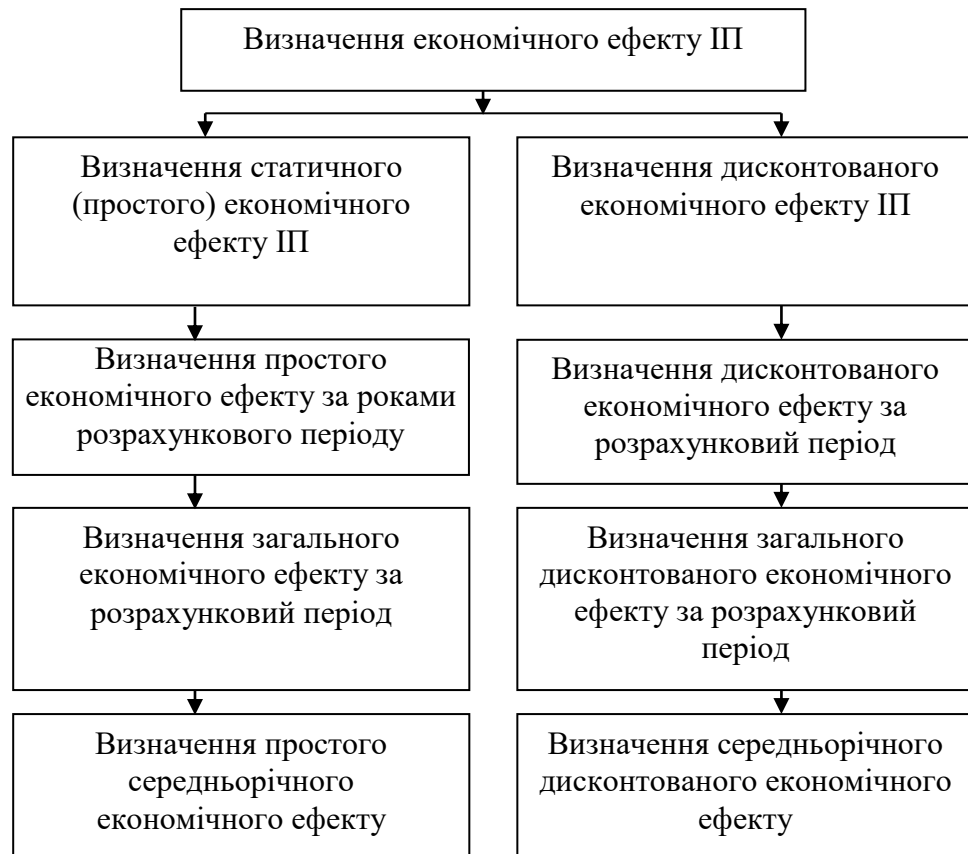 Визначення економічного ефекту ІП
Визначення статичного
(простого) економічного
ефекту ІП
Визначення простого
економічного ефекту за роками
розрахункового періоду
Визначення загального
економічного ефекту за
розрахунковий період
Визначення простого
середньорічного
економічного ефекту
Визначення дисконтованого
економічного ефекту ІП
Визначення дисконтованого
економічного ефекту за
розрахунковий період
Визначення загального
дисконтованого економічного
ефекту за розрахунковий
період
Визначення середньорічного
дисконтованого економічного
ефекту